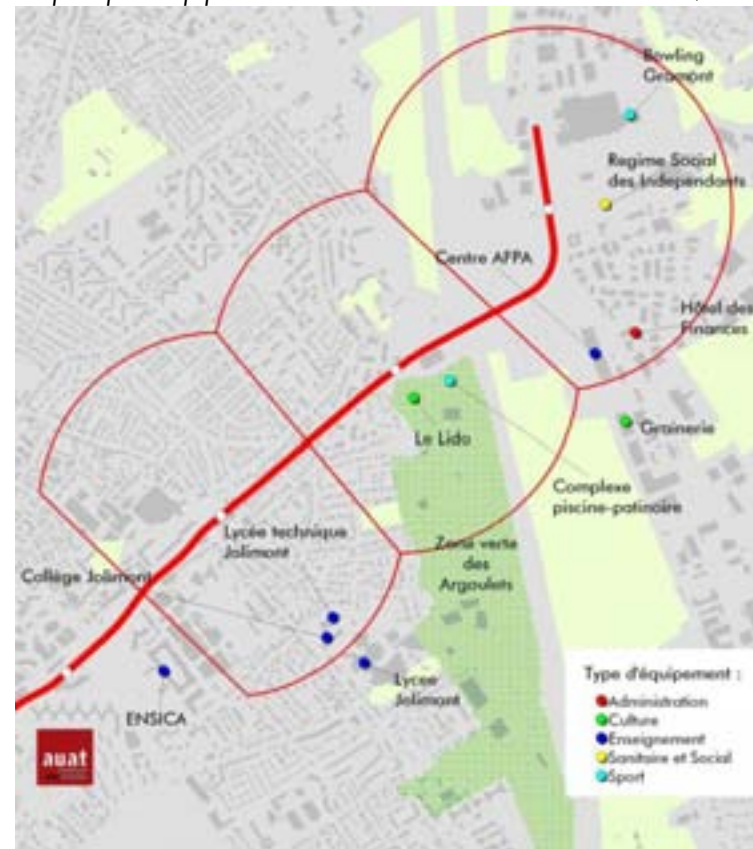 Bowling
Gramont
Regime Social
des Independants
Centre AFPA
Hôtel des
Finances
Le Lido
Grainerie
Complexe
piscine-patinoire
Lycée technique
Jolimont
Zone verte
des
Argoulets
Collège Jolimont
Lycee
Jolimont
ENSICA
Type d'équipement :
Administration
Culture
Enseignement
Sanitaire et Social
Sport
auat